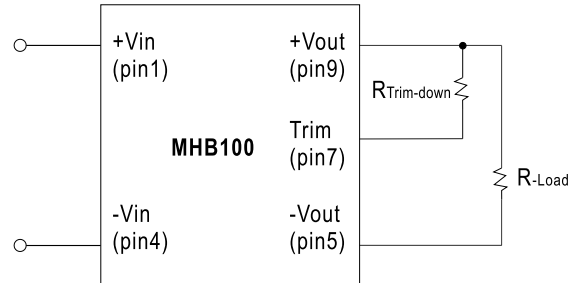 +Vin
(pin1)
+Vout
(pin9)
RTrim-down
Trim
(pin7)
MHB100
R-Load
-Vin
(pin4)
-Vout
(pin5)